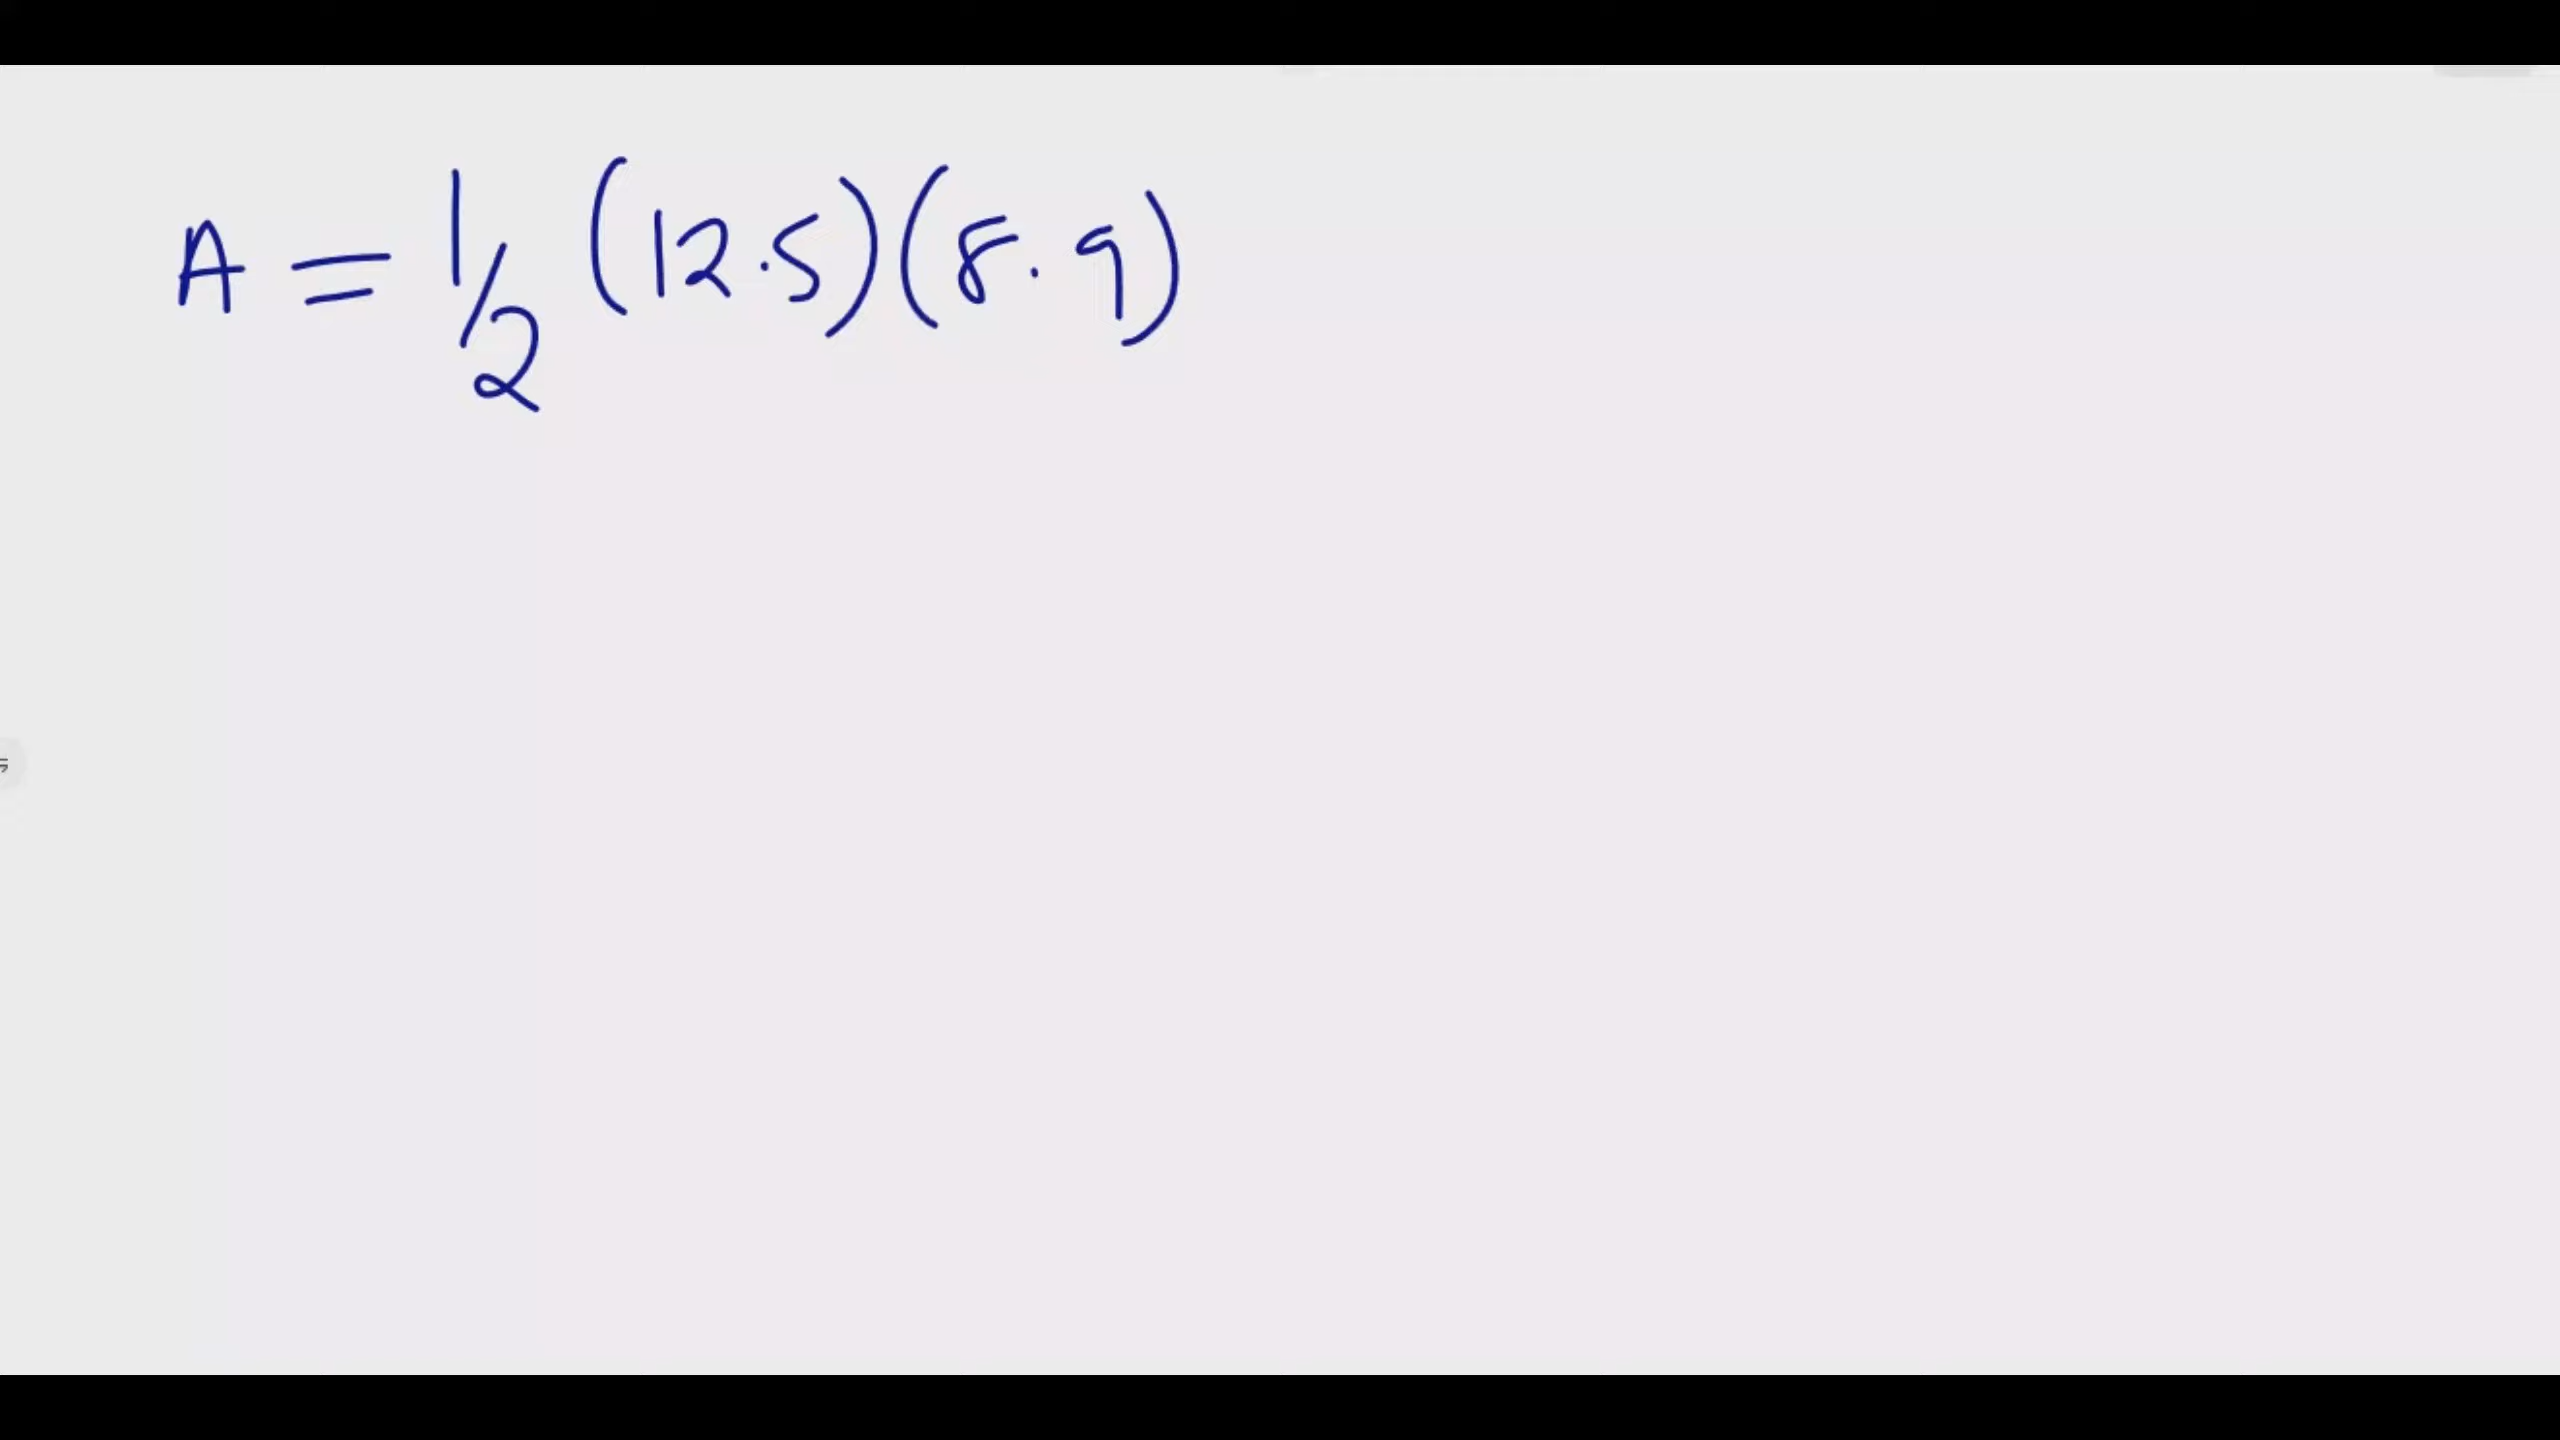 A = 1/2 (12.5)(8.9)